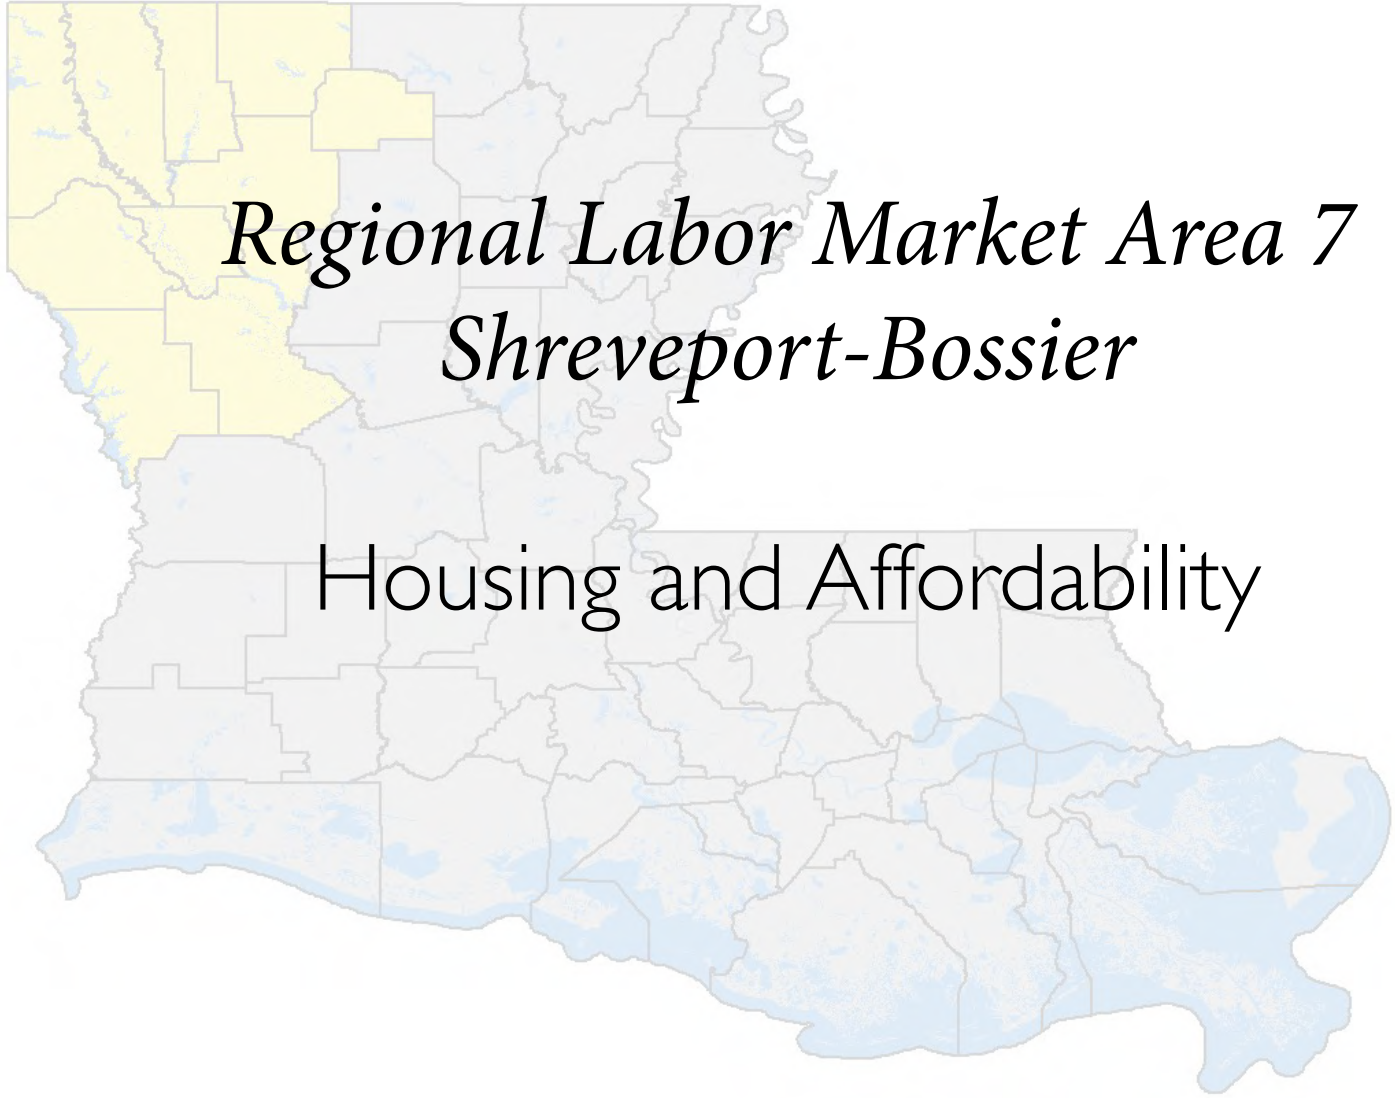 Regional Labor Market Area 7
Shreveport-Bossier
Housing and Affordability